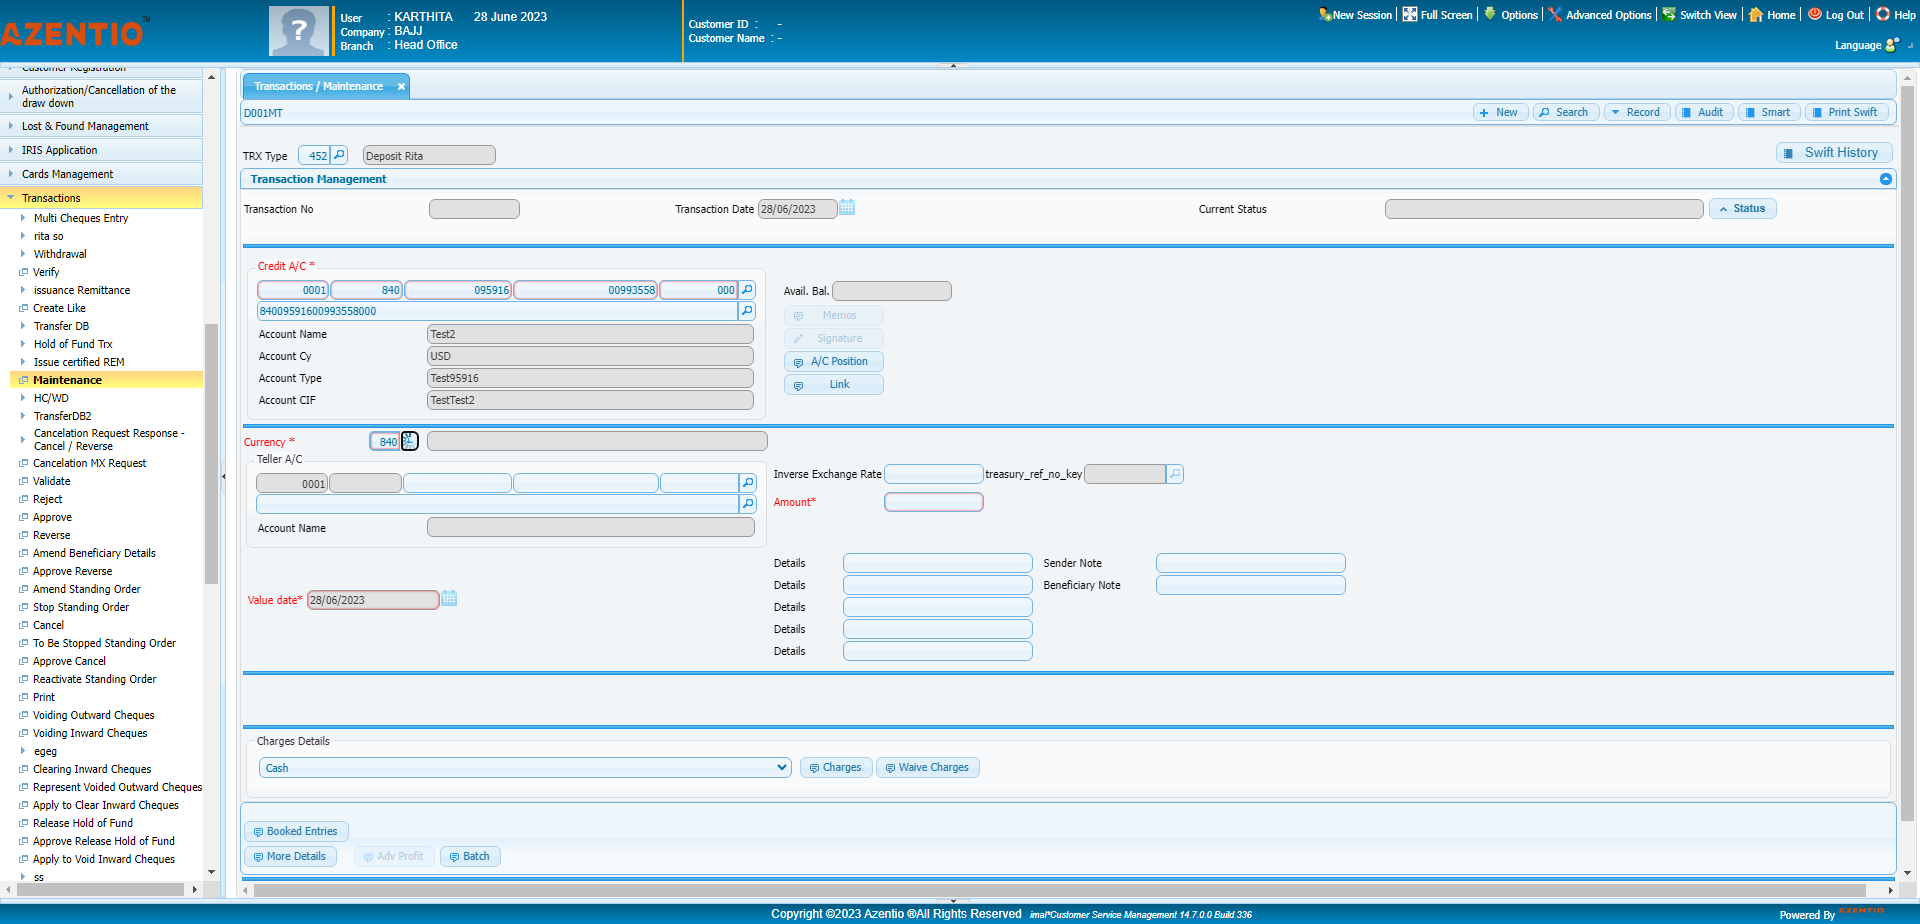 AZENTIO™
User : KARTHITA 28 June 2023
Company : BAJJ
Branch : Head Office
Customer ID : -
Customer Name : -
New Session
Full Screen
Options
Advanced Options
Switch View
Home
Log Out
Help
Language
Customer Registration
Authorization/Cancellation of the
draw down
Lost & Found Management
IRIS Application
Cards Management
Transactions
Multi Cheques Entry
rita so
Withdrawal
Verify
issuance Remittance
Create Like
Transfer DB
Hold of Fund Trx
Issue certified REM
Maintenance
HC/WD
TransferDB2
Cancelation Request Response -
Cancel / Reverse
Cancelation MX Request
Validate
Reject
Approve
Reverse
Amend Beneficiary Details
Approve Reverse
Amend Standing Order
Stop Standing Order
Cancel
To Be Stopped Standing Order
Approve Cancel
Reactivate Standing Order
Print
Voiding Outward Cheques
Voiding Inward Cheques
egeg
Clearing Inward Cheques
Represent Voided Outward Cheques
Apply to Clear Inward Cheques
Release Hold of Fund
Approve Release Hold of Fund
Apply to Void Inward Cheques
ss
Transactions / Maintenance
D001MT
New
Search
Record
Audit
Smart
Print Swift
TRX Type 452 Deposit Rita
Swift History
Transaction Management
Transaction No
Transaction Date 28/06/2023
Current Status
Status
Credit A/C *
0001 840 095916 00993558 000
84009591600993558000
Account Name Test2
Account Cy USD
Account Type Test95916
Account CIF TestTest2
Avail. Bal.
Memos
Signature
A/C Position
Link
Currency * 840
Teller A/C
0001
Account Name
Inverse Exchange Rate
treasury_ref_no_key
Amount*
Value date* 28/06/2023
Details
Details
Details
Details
Details
Sender Note
Beneficiary Note
Charges Details
Cash
Charges
Waive Charges
Booked Entries
More Details
Adv Profit
Batch
Copyright ©2023 Azentio ®All Rights Reserved imal*Customer Service Management 14.7.0.0 Build 336
Powered By AZENTIO